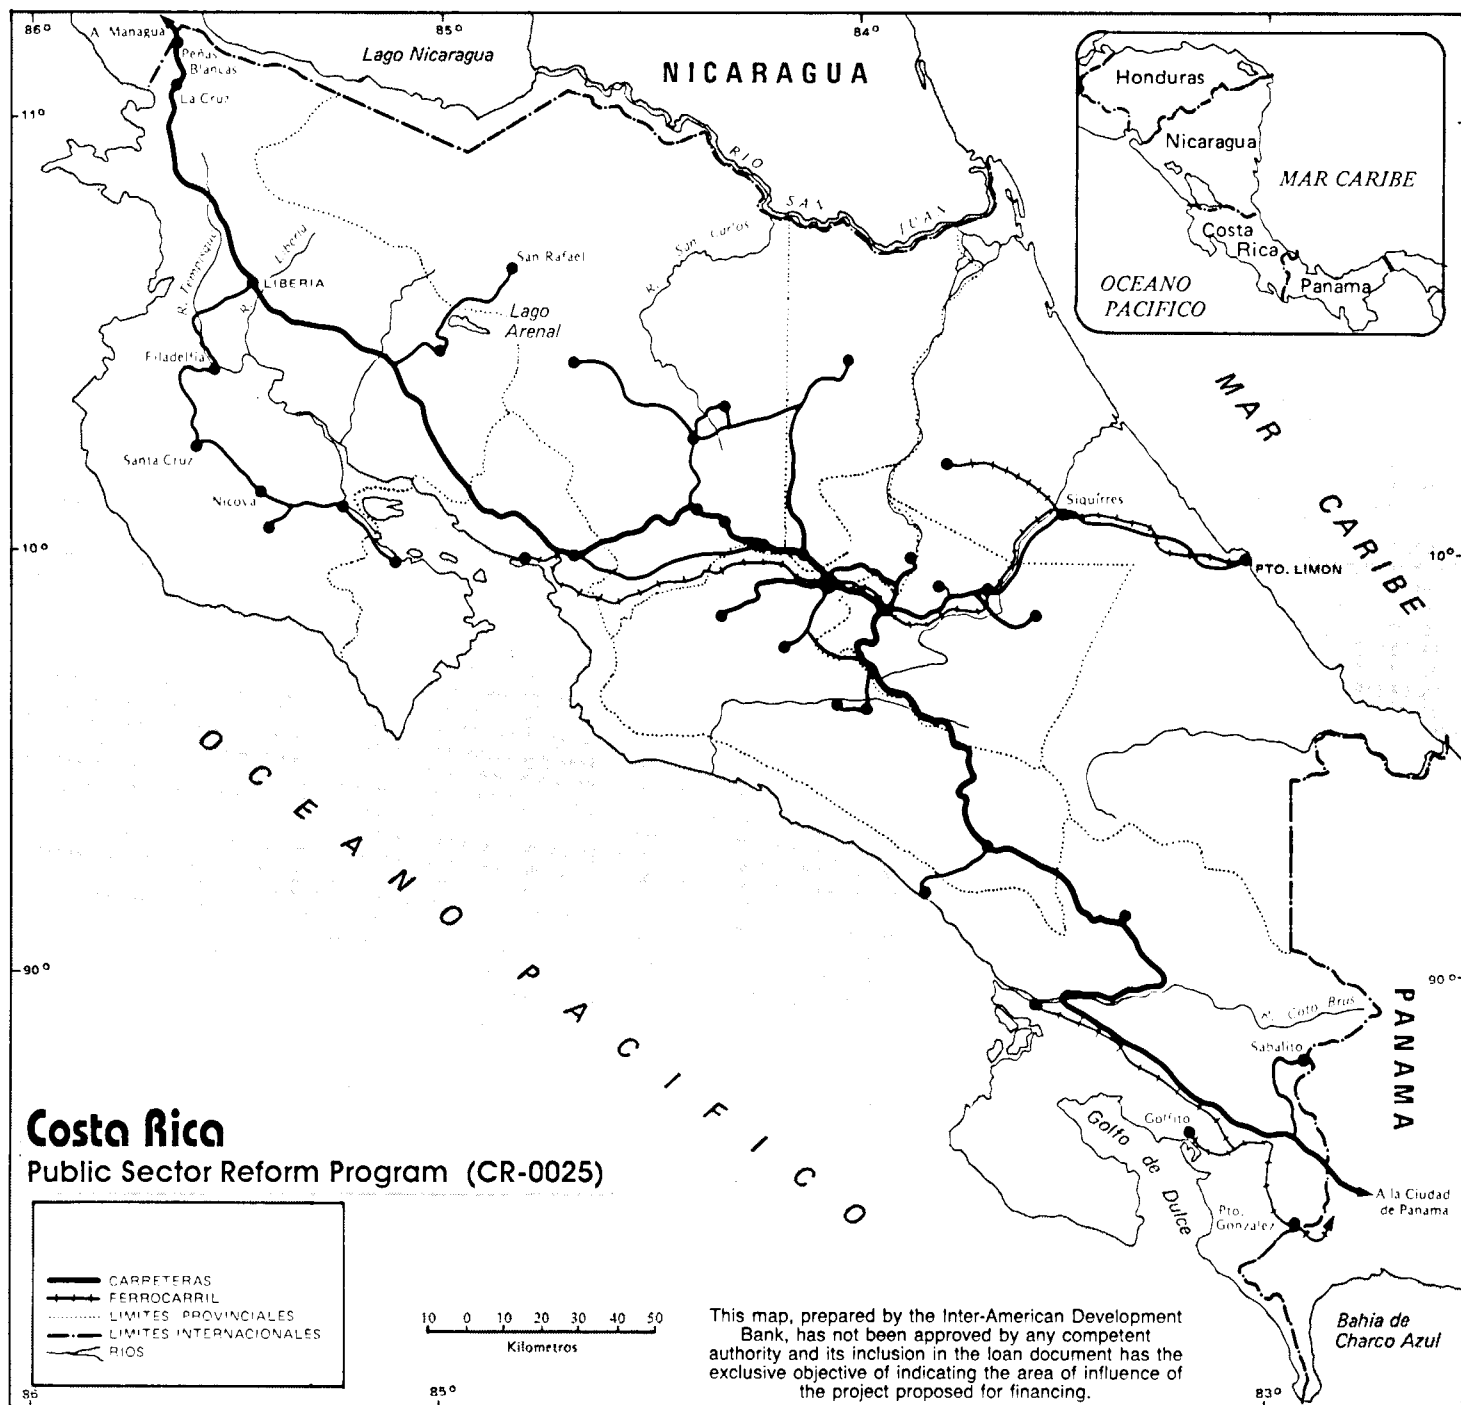 86°
85°
84°
A. Managua
Peñas
Blancas
La Cruz
Lago Nicaragua
NICARAGUA
11°
RIO
SAN
JUAN
R. San Carlos
San Rafael
Lago
Arenal
R. Tempisque
R. Liberia
LIBERIA
Filadelfia
Santa Cruz
Nicoya
Siquirres
PTO. LIMON
10°
10°
Honduras
Nicaragua
MAR CARIBE
Costa
Rica
Panama
OCEANO
PACIFICO
MAR CARIBE
OCEANO PACIFICO
90°
90°
PANAMA
R. Coto Brus
Sabalito
Golfito
Golfo
de
Dulce
Pto.
Gonzalez
A la Ciudad
de Panama
Bahia de
Charco Azul
Costa Rica
Public Sector Reform Program (CR-0025)
CARRETERAS
FERROCARRIL
LIMITES PROVINCIALES
LIMITES INTERNACIONALES
RIOS
10 0 10 20 30 40 50
Kilometros
This map, prepared by the Inter-American Development
Bank, has not been approved by any competent
authority and its inclusion in the loan document has the
exclusive objective of indicating the area of influence of
the project proposed for financing.
86
85°
83°